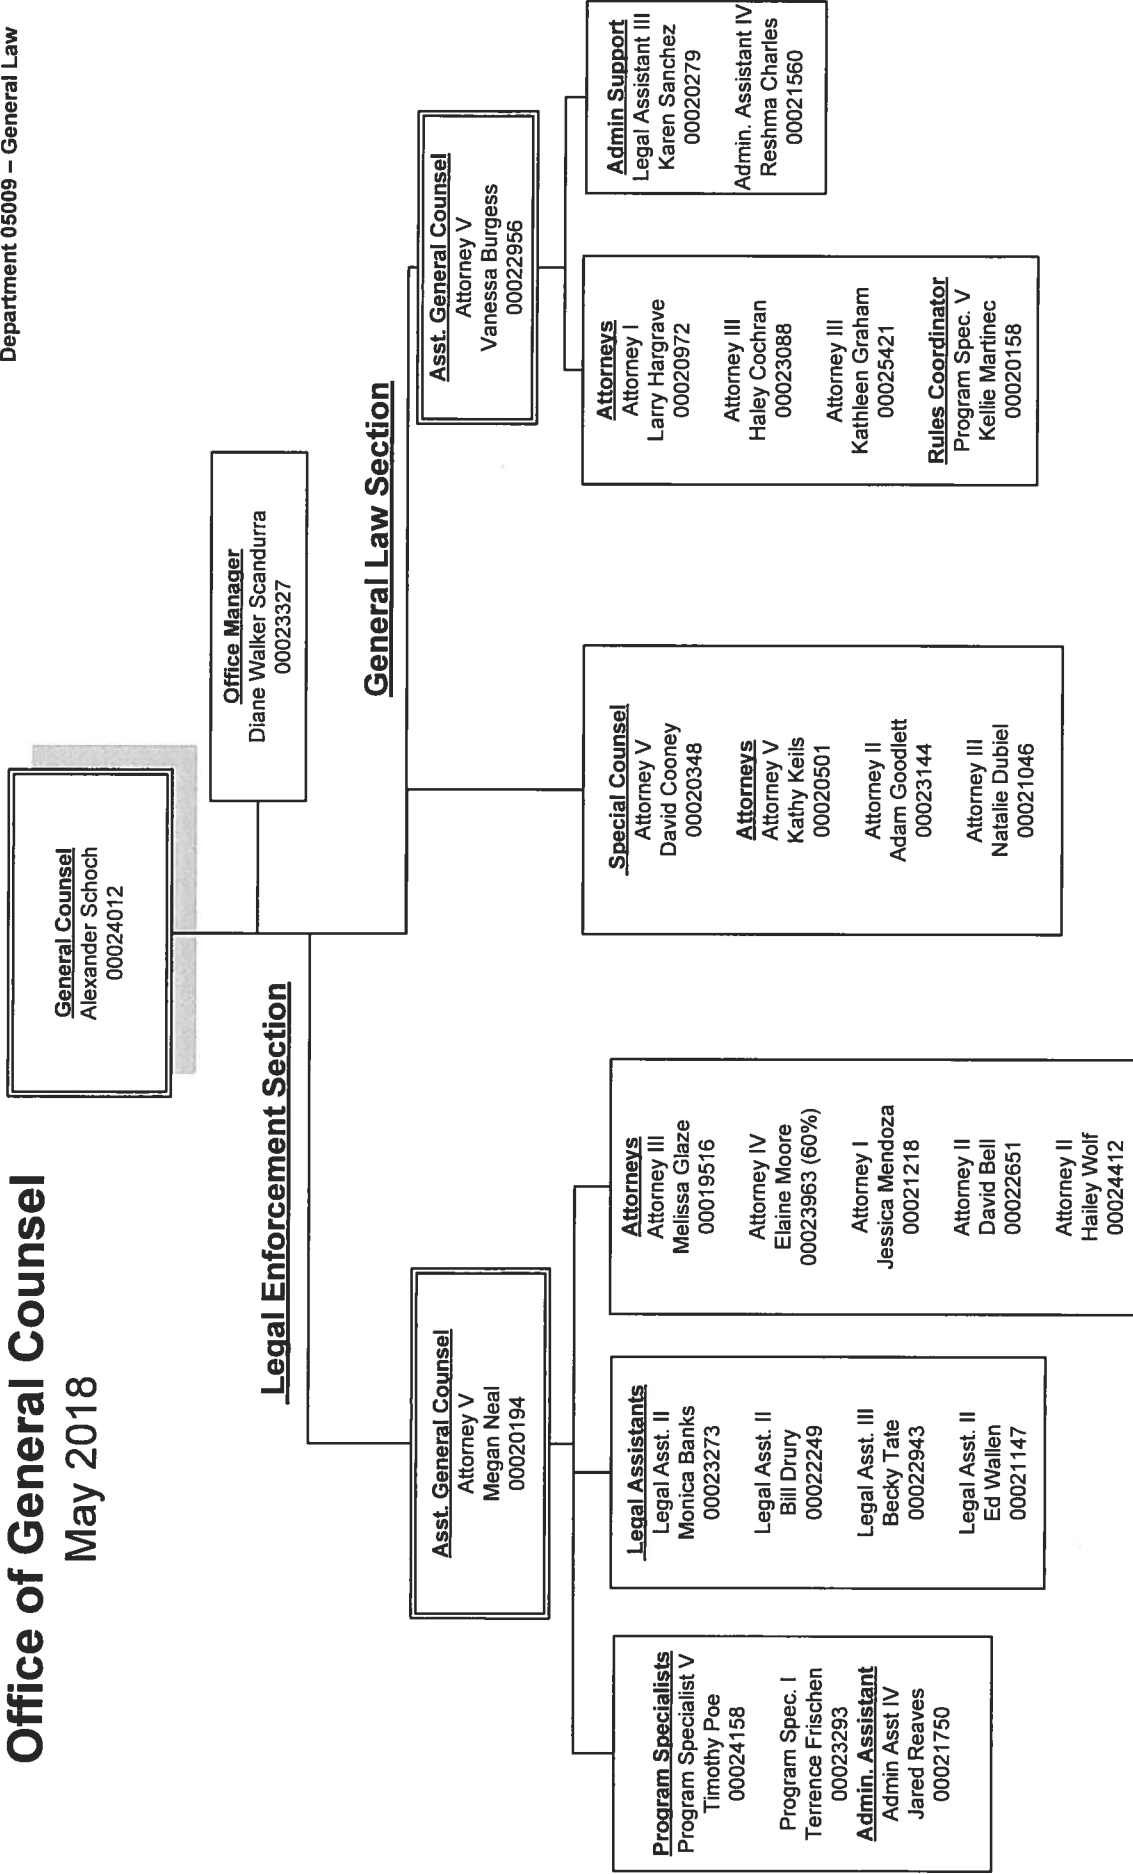 Department 05009 – General Law
Office of General Counsel
May 2018
General Counsel
Alexander Schoch
00024012
Office Manager
Diane Walker Scandurra
00023327
Legal Enforcement Section
General Law Section
Asst. General Counsel
Attorney V
Megan Neal
00020194
Asst. General Counsel
Attorney V
Vanessa Burgess
00022956
Program Specialists
Program Specialist V
Timothy Poe
00024158
Program Spec. I
Terrence Frischen
00023293
Admin. Assistant
Admin Asst IV
Jared Reaves
00021750
Legal Assistants
Legal Asst. II
Monica Banks
00023273
Legal Asst. II
Bill Drury
00022249
Legal Asst. III
Becky Tate
00022943
Legal Asst. II
Ed Wallen
00021147
Attorneys
Attorney III
Melissa Glaze
00019516
Attorney IV
Elaine Moore
00023963 (60%)
Attorney I
Jessica Mendoza
00021218
Attorney II
David Bell
00022651
Attorney II
Hailey Wolf
00024412
Special Counsel
Attorney V
David Cooney
00020348
Attorneys
Attorney V
Kathy Keils
00020501
Attorney II
Adam Goodlett
00023144
Attorney III
Natalie Dubiel
00021046
Attorneys
Attorney I
Larry Hargrave
00020972
Attorney III
Haley Cochran
00023088
Attorney III
Kathleen Graham
00025421
Rules Coordinator
Program Spec. V
Kellie Martinec
00020158
Admin Support
Legal Assistant III
Karen Sanchez
00020279
Admin. Assistant IV
Reshma Charles
00021560